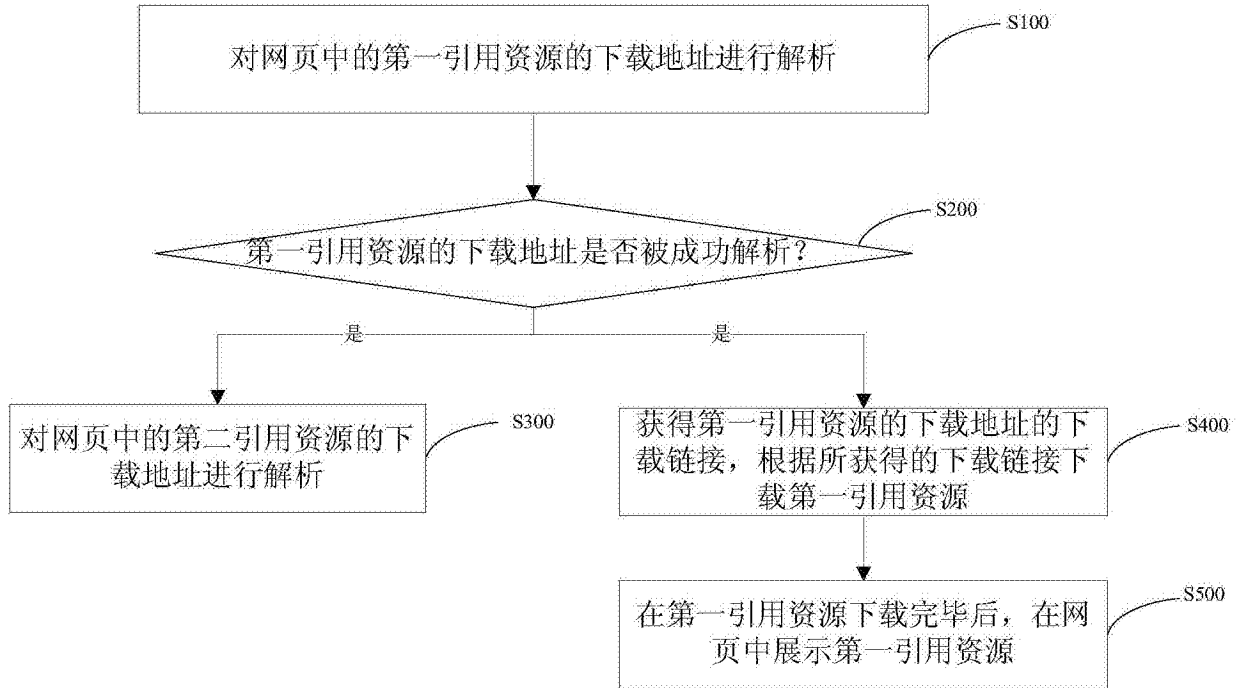 S100
对网页中的第一引用资源的下载地址进行解析
S200
第一引用资源的下载地址是否被成功解析？
是
是
对网页中的第二引用资源的下
载地址进行解析
S300
获得第一引用资源的下载地址的下
载链接，根据所获得的下载链接下
载第一引用资源
S400
在第一引用资源下载完毕后，在网
页中展示第一引用资源
S500